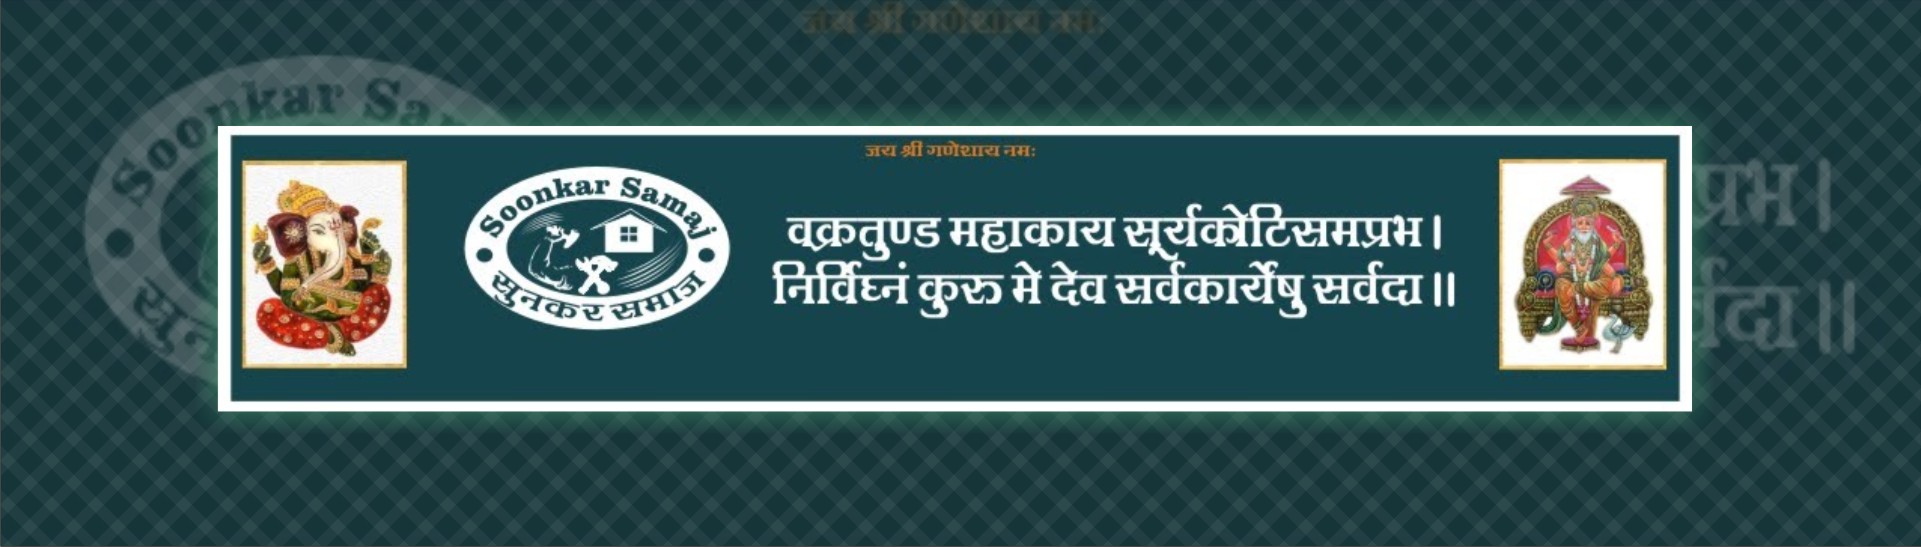 जय श्री गणेशाय नमः
Soonkar Samaj
सुनकर समाज
वक्रतुण्ड महाकाय सूर्यकोटिसमप्रभ।
निर्विघ्नं कुरु मे देव सर्वकार्येषु सर्वदा॥